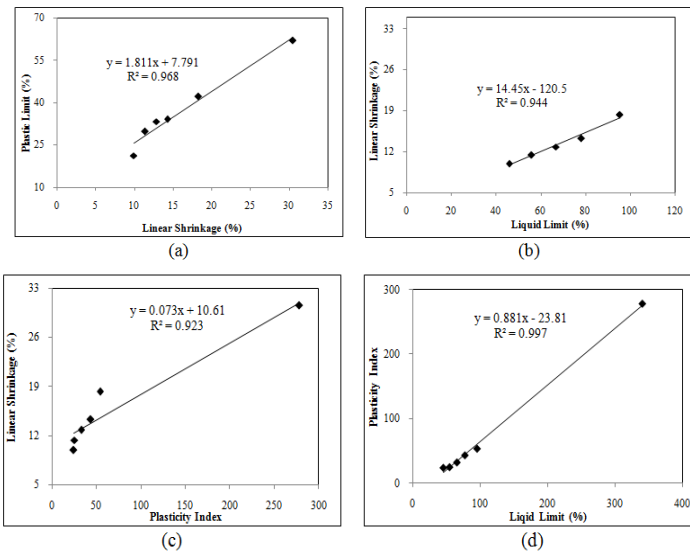 70
55
40
25
10
Plastic Limit (%)
y = 1.811x + 7.791
R² = 0.968
0 5 10 15 20 25 30 35
Linear Shrinkage (%)
(a)
33
26
19
12
5
Linear Shrinkage (%)
y = 14.45x - 120.5
R² = 0.944
0 20 40 60 80 100 120
Liquid Limit (%)
(b)
33
26
19
12
5
Linear Shrinkage (%)
y = 0.073x + 10.61
R² = 0.923
0 50 100 150 200 250 300
Plasticity Index
(c)
300
200
100
0
Plasticity Index
y = 0.881x - 23.81
R² = 0.997
0 100 200 300 400
Liqid Limit (%)
(d)